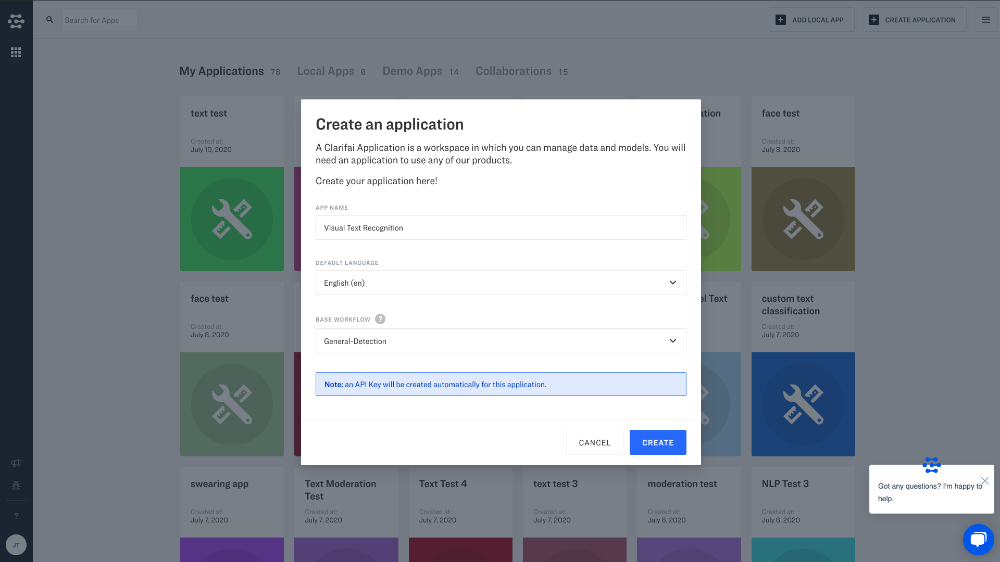 Search for Apps
ADD LOCAL APP
CREATE APPLICATION
My Applications 78
Local Apps 0
Demo Apps 14
Collaborations 15
text test
Created at:
July 10, 2020
face test
Created at:
July 8, 2020
Create an application
A Clarifai Application is a workspace in which you can manage data and models. You will
need an application to use any of our products.
Create your application here!
APP NAME
Visual Text Recognition
DEFAULT LANGUAGE
English (en)
BASE WORKFLOW ?
General-Detection
Note: an API Key will be created automatically for this application.
CANCEL
CREATE
face test
Created at:
July 8, 2020
Text
custom text
classification
Created at:
July 7, 2020
swearing app
Created at:
July 7, 2020
Text Moderation
Test
Created at:
July 7, 2020
Text Test 4
Created at:
July 7, 2020
text test 3
Created at:
July 7, 2020
moderation test
Created at:
July 6, 2020
NLP Test 3
Created at:
July 6, 2020
Got any questions? I'm happy to
help.
?
JT